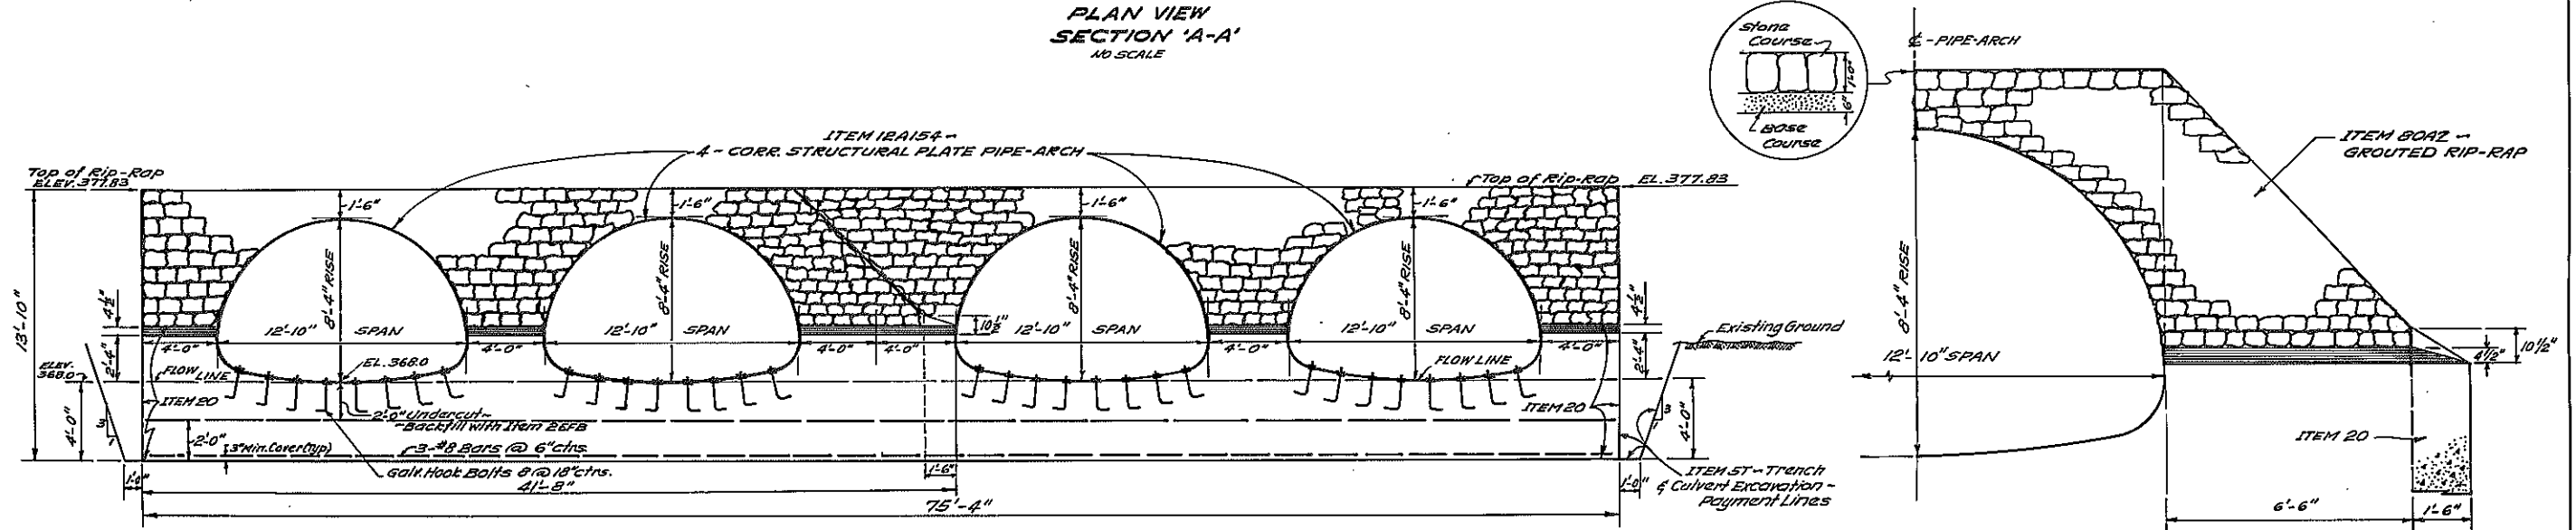 PLAN VIEW
SECTION 'A-A'
NO SCALE
Stone
Course
1'-0"
6"
Base
Course
℄ - PIPE-ARCH
ITEM 12A154 ~
4 ~ CORR. STRUCTURAL PLATE PIPE-ARCH
ITEM 80A2 ~
GROUTED RIP-RAP
Top of Rip-Rap
ELEV. 377.83
Top of Rip-Rap
EL. 377.83
1'-6"
1'-6"
1'-6"
1'-6"
13'-10"
4½"
8'-4" RISE
8'-4" RISE
8'-4" RISE
8'-4" RISE
4½"
8'-4" RISE
12'-10" SPAN
12'-10" SPAN
10½"
12'-10" SPAN
12'-10" SPAN
Existing Ground
10½"
4½"
12'-10" SPAN
4'-0"
4'-0"
4'-0"
4'-0"
4'-0"
4'-0"
2'-4"
2'-4"
ELEV.
368.0
FLOW
LINE
EL. 368.0
FLOW LINE
ITEM 20
2'-0" Undercut ~
~Backfill with Item 2EFB
ITEM 20
3
1
3
1
4'-0"
4'-0"
2'-0"
3" Min. Cover (Typ)
3-#8 Bars @ 6" ctns.
Galv. Hook Bolts 8 @ 18" ctns.
1'-6"
ITEM 20
1'-0"
41'-8"
1'-0"
ITEM 5T ~ Trench
& Culvert Excavation ~
Payment Lines
75'-4"
6'-6"
1'-6"